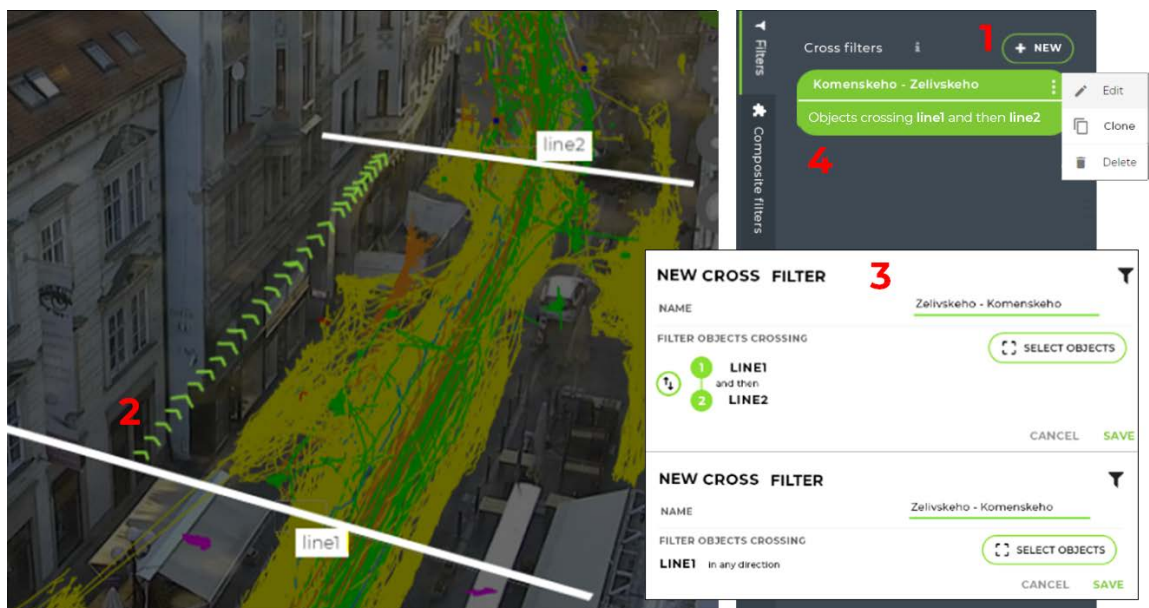 line2
2
line1
Filters
Composite filters
Cross filters i
1
+ NEW
Komenskeho - Zelivskeho
Objects crossing line1 and then line2
4
Edit
Clone
Delete
NEW CROSS FILTER
3
NAME
Zelivskeho - Komenskeho
FILTER OBJECTS CROSSING
SELECT OBJECTS
1 LINE1
and then
2 LINE2
CANCEL SAVE
NEW CROSS FILTER
NAME
Zelivskeho - Komenskeho
FILTER OBJECTS CROSSING
SELECT OBJECTS
LINE1 in any direction
CANCEL SAVE